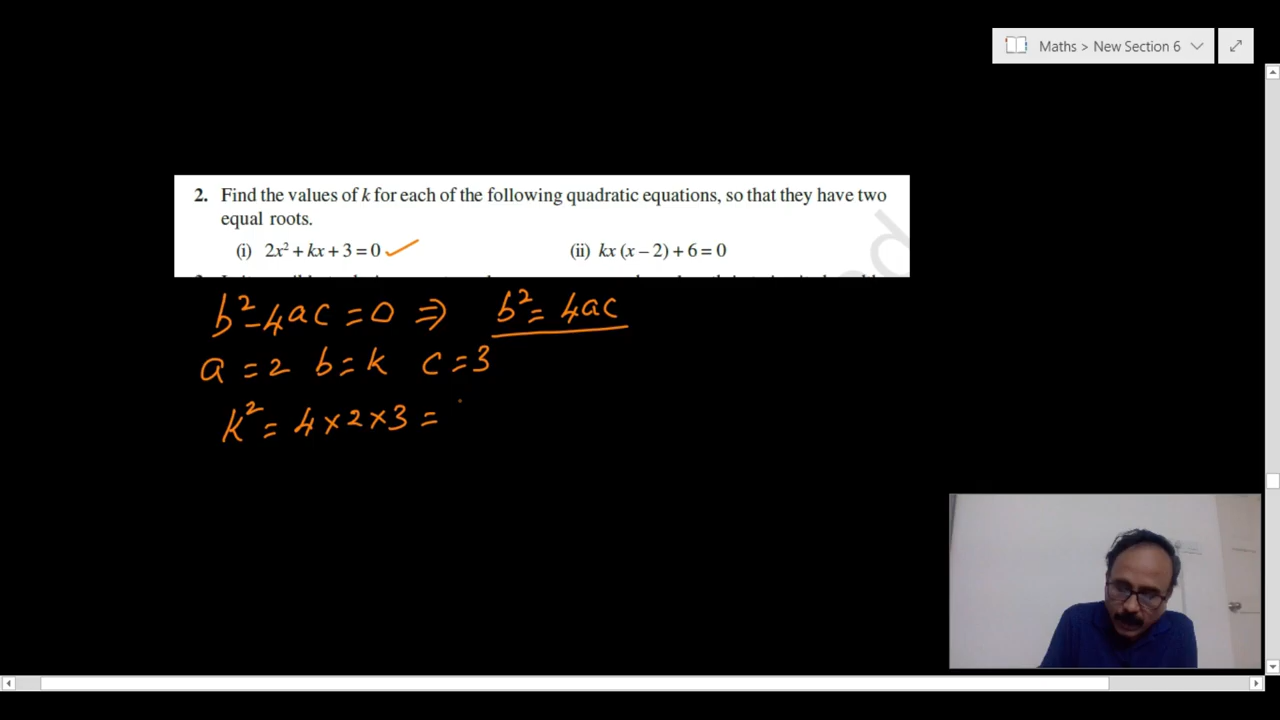 Maths > New Section 6
2. Find the values of k for each of the following quadratic equations, so that they have two
equal roots.
(i) 2x² + kx + 3 = 0 (ii) kx (x – 2) + 6 = 0
b² - 4ac = 0 ⇒ b² = 4ac
a = 2 b = k c = 3
k² = 4 × 2 × 3 =